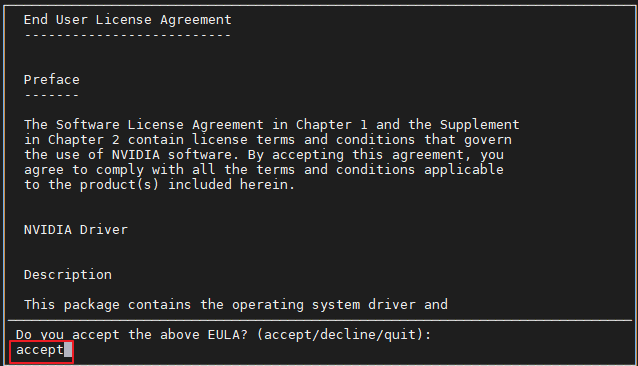 End User License Agreement
--------------------------
Preface
-------
The Software License Agreement in Chapter 1 and the Supplement
in Chapter 2 contain license terms and conditions that govern
the use of NVIDIA software. By accepting this agreement, you
agree to comply with all the terms and conditions applicable
to the product(s) included herein.
NVIDIA Driver
Description
This package contains the operating system driver and
Do you accept the above EULA? (accept/decline/quit):
accept